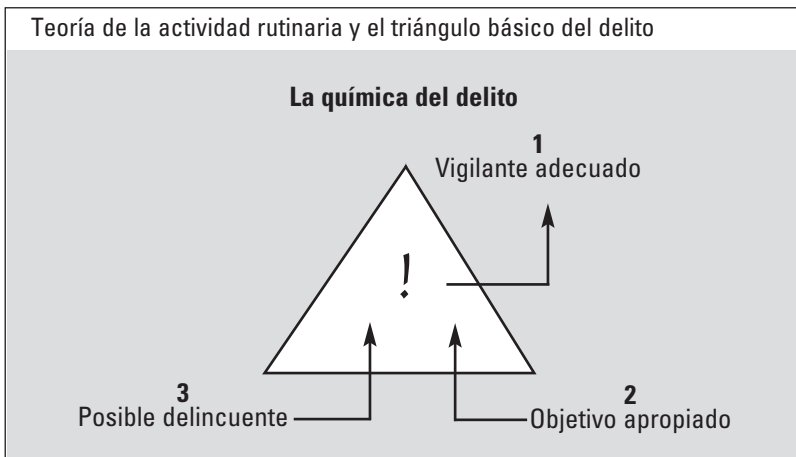 Teoría de la actividad rutinaria y el triángulo básico del delito
La química del delito
1
Vigilante adecuado
!
3
Posible delincuente
2
Objetivo apropiado